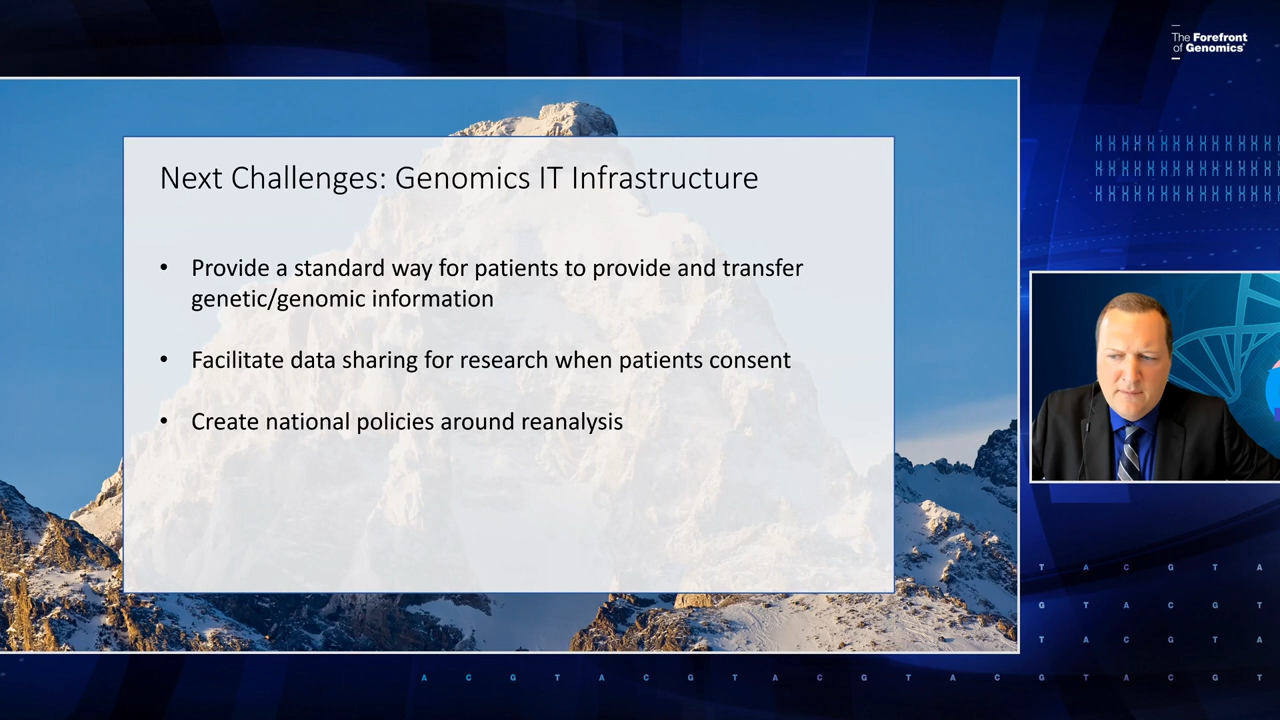 The Forefront
of Genomics®
Next Challenges: Genomics IT Infrastructure
• Provide a standard way for patients to provide and transfer
genetic/genomic information
• Facilitate data sharing for research when patients consent
• Create national policies around reanalysis
T A C G T A
G T A C G T
T A C G T A
A C G T A C G T A C G T A C G T A C G T